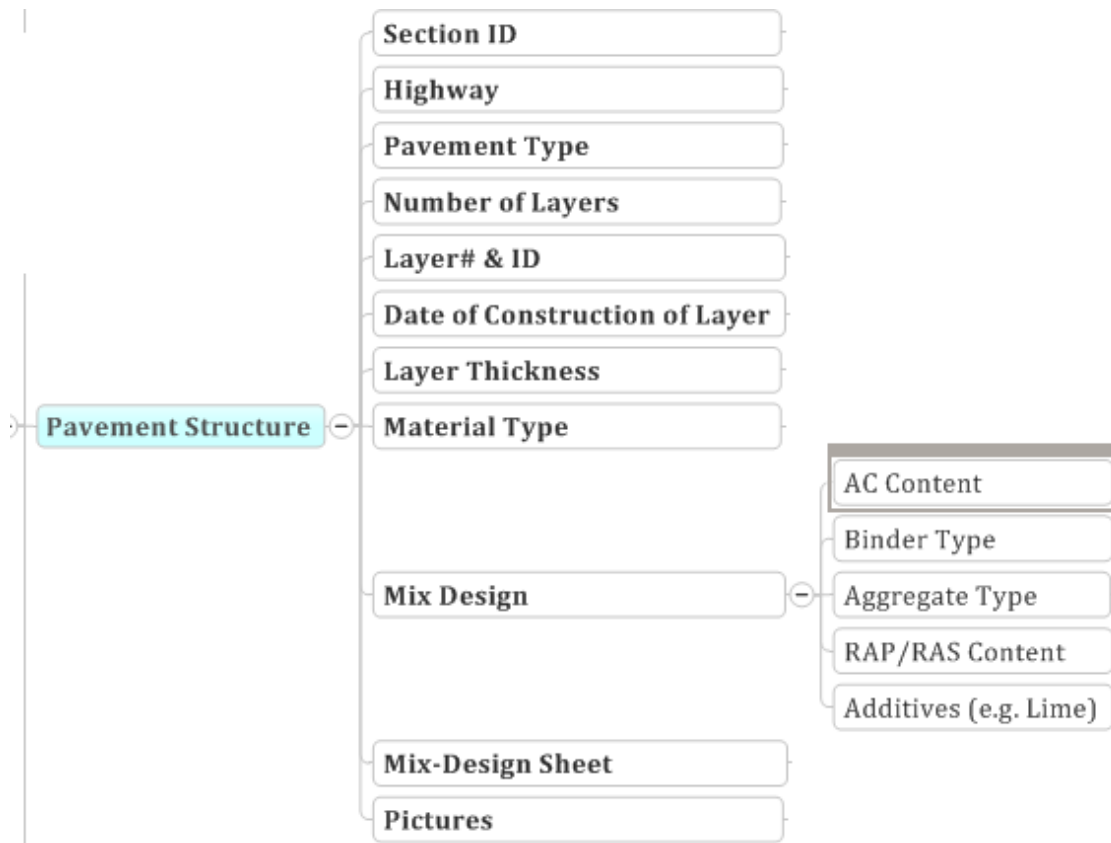 Section ID
Highway
Pavement Type
Number of Layers
Layer# & ID
Date of Construction of Layer
Layer Thickness
Pavement Structure
Material Type
AC Content
Binder Type
Mix Design
Aggregate Type
RAP/RAS Content
Additives (e.g. Lime)
Mix-Design Sheet
Pictures